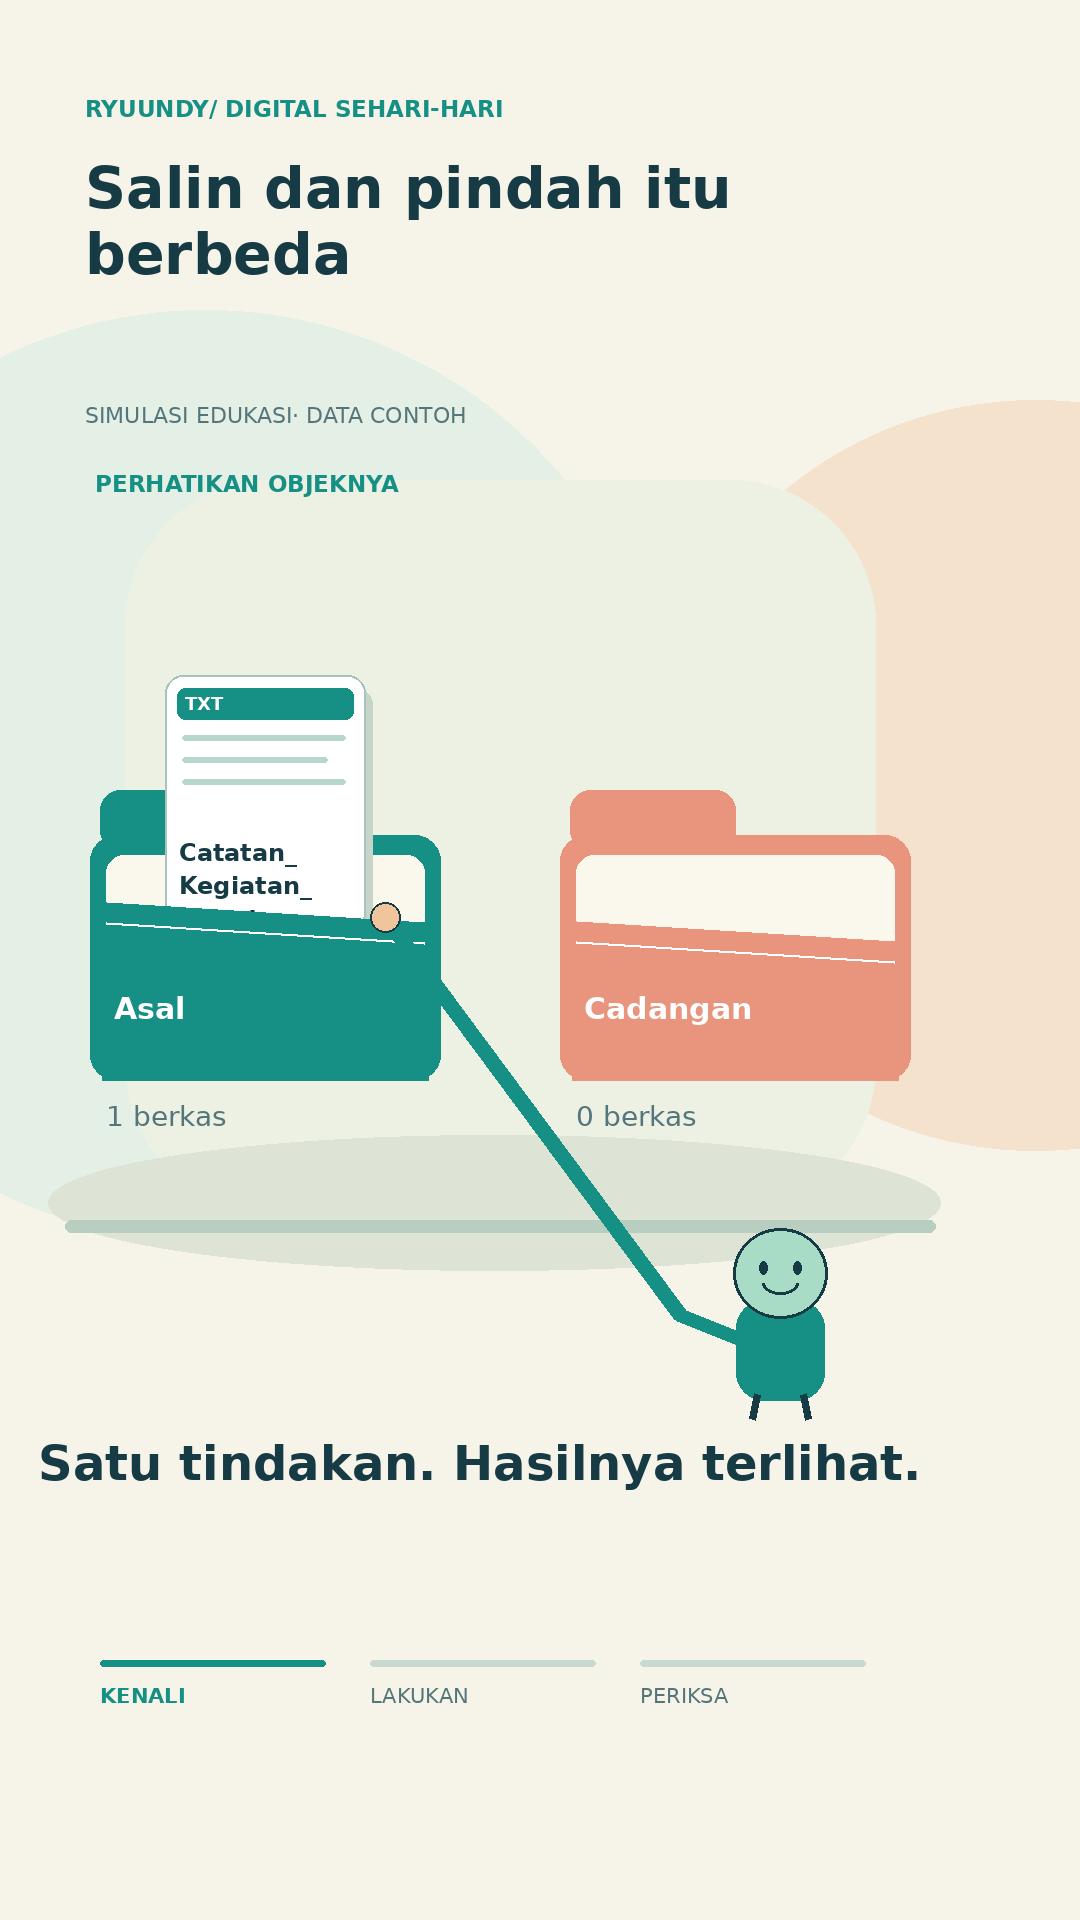 RYUUNDY/ DIGITAL SEHARI-HARI
Salin dan pindah itu
berbeda
SIMULASI EDUKASI· DATA CONTOH
PERHATIKAN OBJEKNYA
TXT
Catatan_
Kegiatan_
Asal
Cadangan
1 berkas
0 berkas
Satu tindakan. Hasilnya terlihat.
KENALI
LAKUKAN
PERIKSA